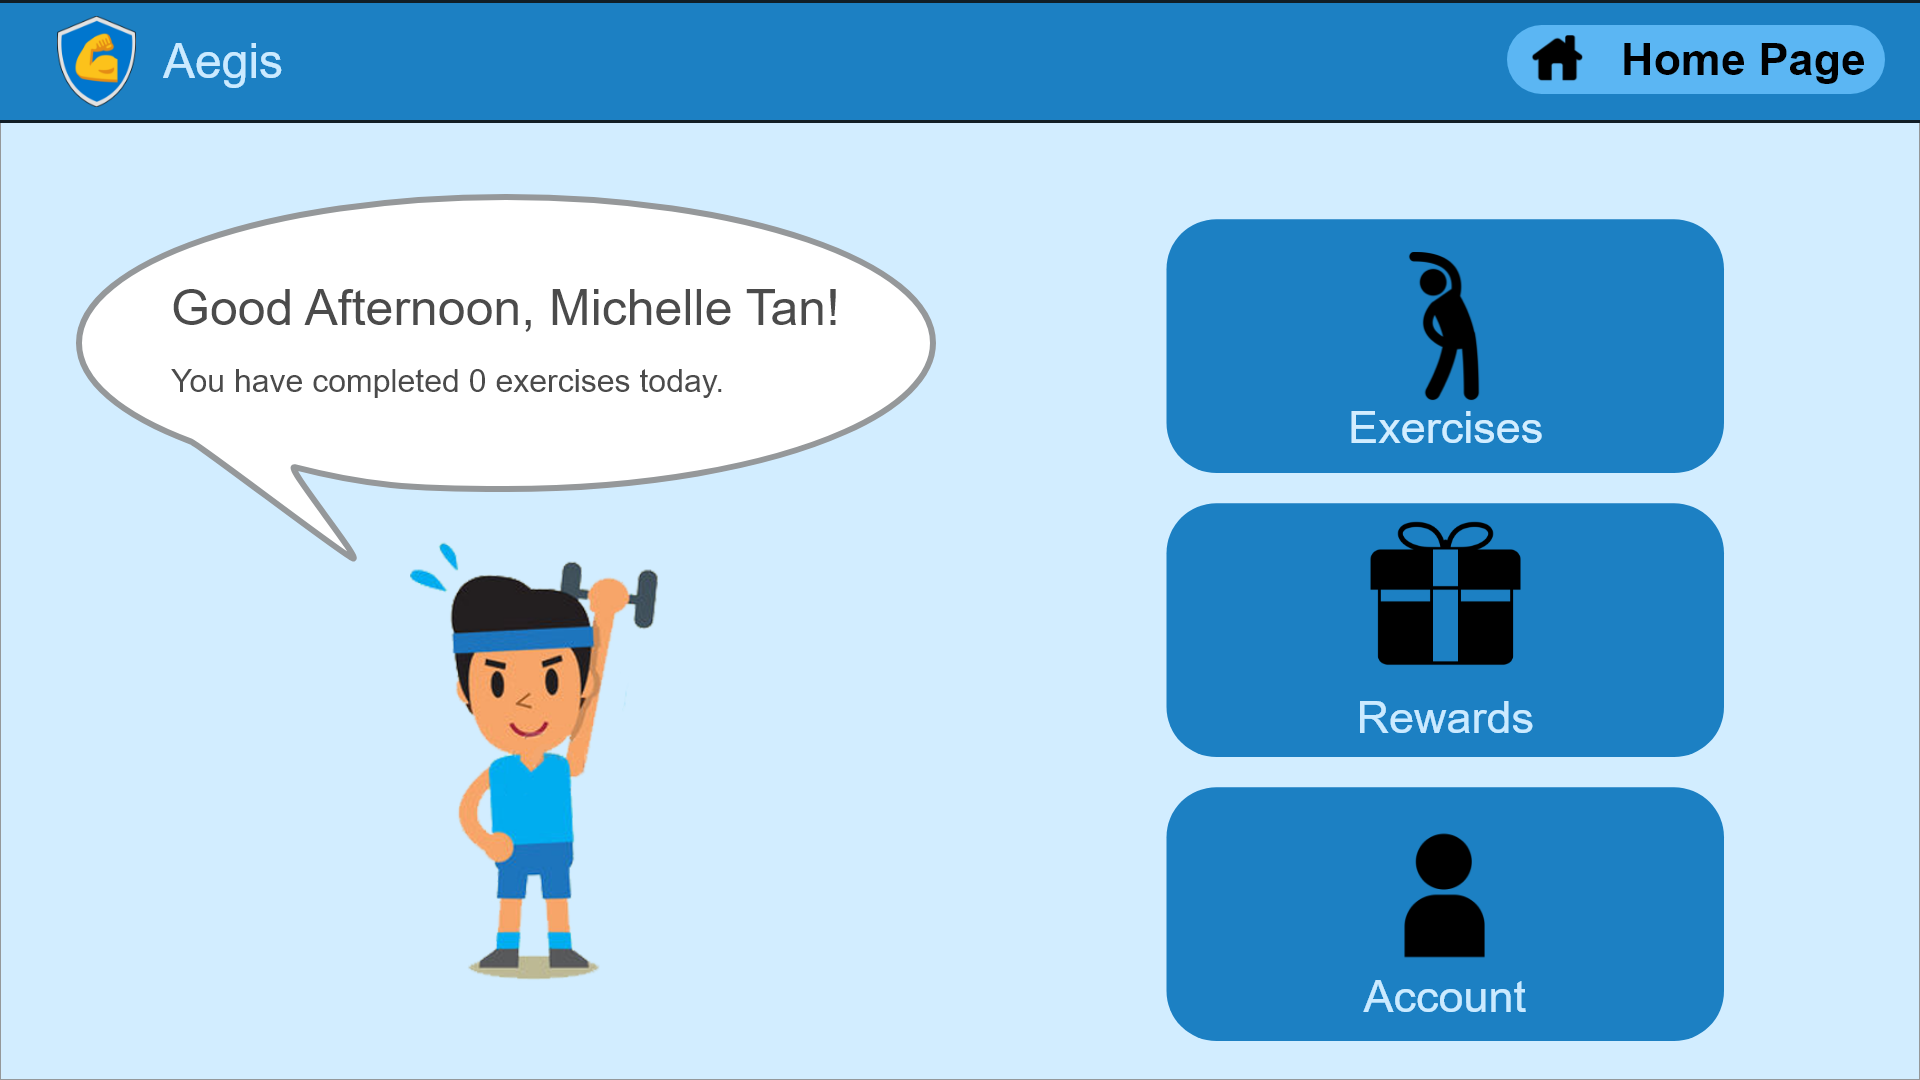 Aegis
Home Page
Good Afternoon, Michelle Tan!
You have completed 0 exercises today.
Exercises
Rewards
Account